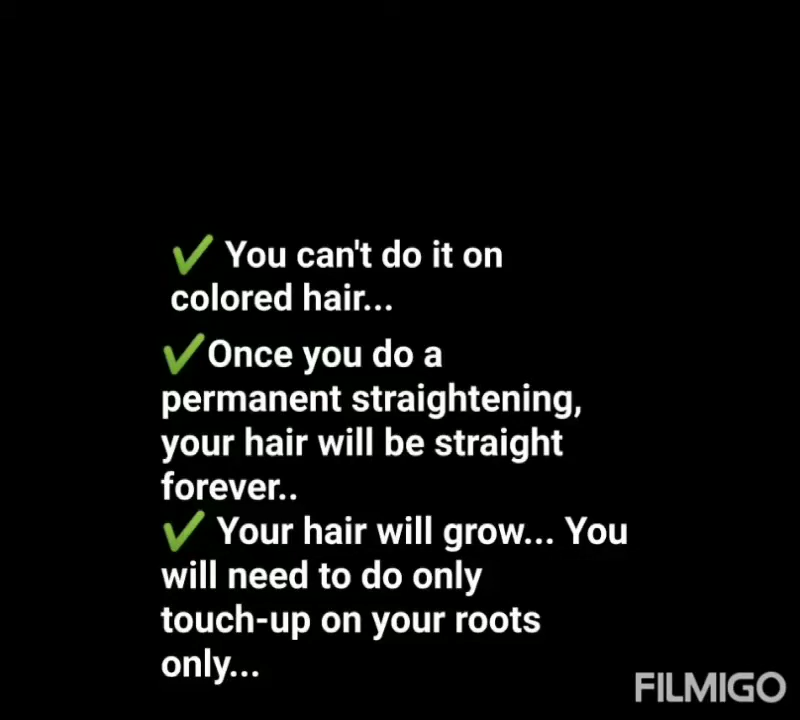 ✔ You can't do it on
colored hair...
✔Once you do a
permanent straightening,
your hair will be straight
forever..
✔ Your hair will grow... You
will need to do only
touch-up on your roots
only...
FILMIGO